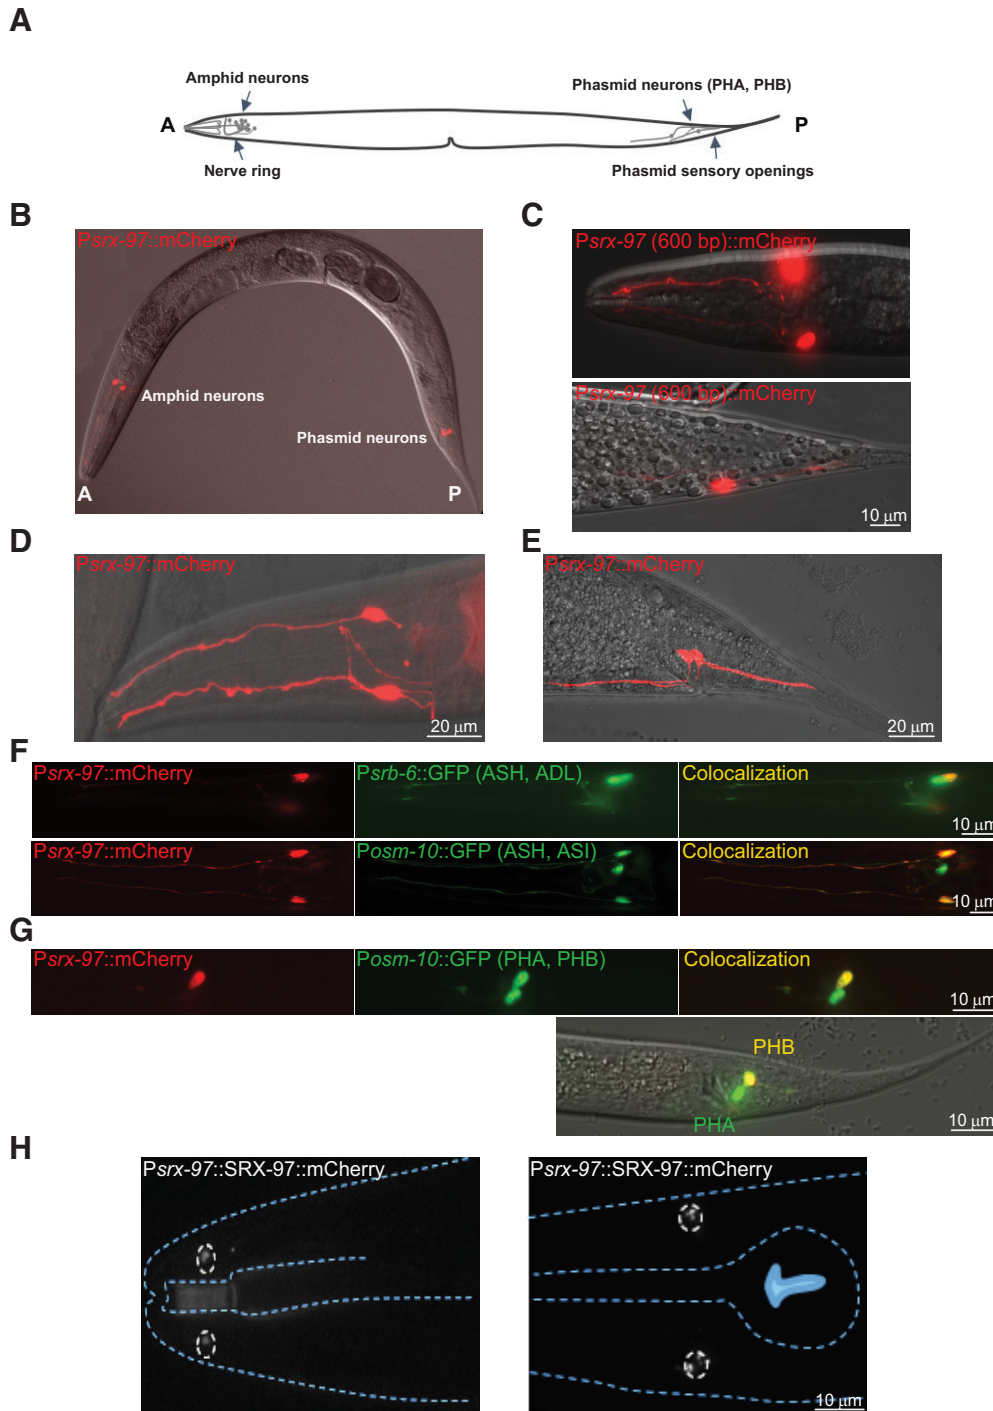 A
Amphid neurons
Phasmid neurons (PHA, PHB)
A
P
Nerve ring
Phasmid sensory openings
B
Psrx-97::mCherry
Amphid neurons
Phasmid neurons
A
P
C
Psrx-97 (600 bp)::mCherry
Psrx-97 (600 bp)::mCherry
10 μm
D
Psrx-97::mCherry
20 μm
E
Psrx-97::mCherry
20 μm
F
Psrx-97::mCherry
Psrb-6::GFP (ASH, ADL)
Colocalization
10 μm
Psrx-97::mCherry
Posm-10::GFP (ASH, ASI)
Colocalization
10 μm
G
Psrx-97::mCherry
Posm-10::GFP (PHA, PHB)
Colocalization
10 μm
PHB
PHA
10 μm
H
Psrx-97::SRX-97::mCherry
Psrx-97::SRX-97::mCherry
10 μm